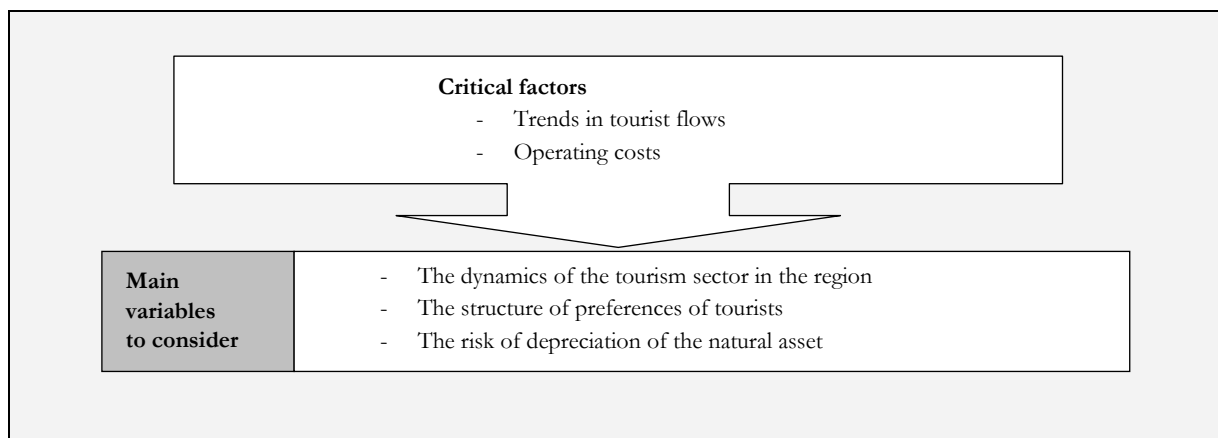 Critical factors
- Trends in tourist flows
- Operating costs
Main
variables
to consider
- The dynamics of the tourism sector in the region
- The structure of preferences of tourists
- The risk of depreciation of the natural asset